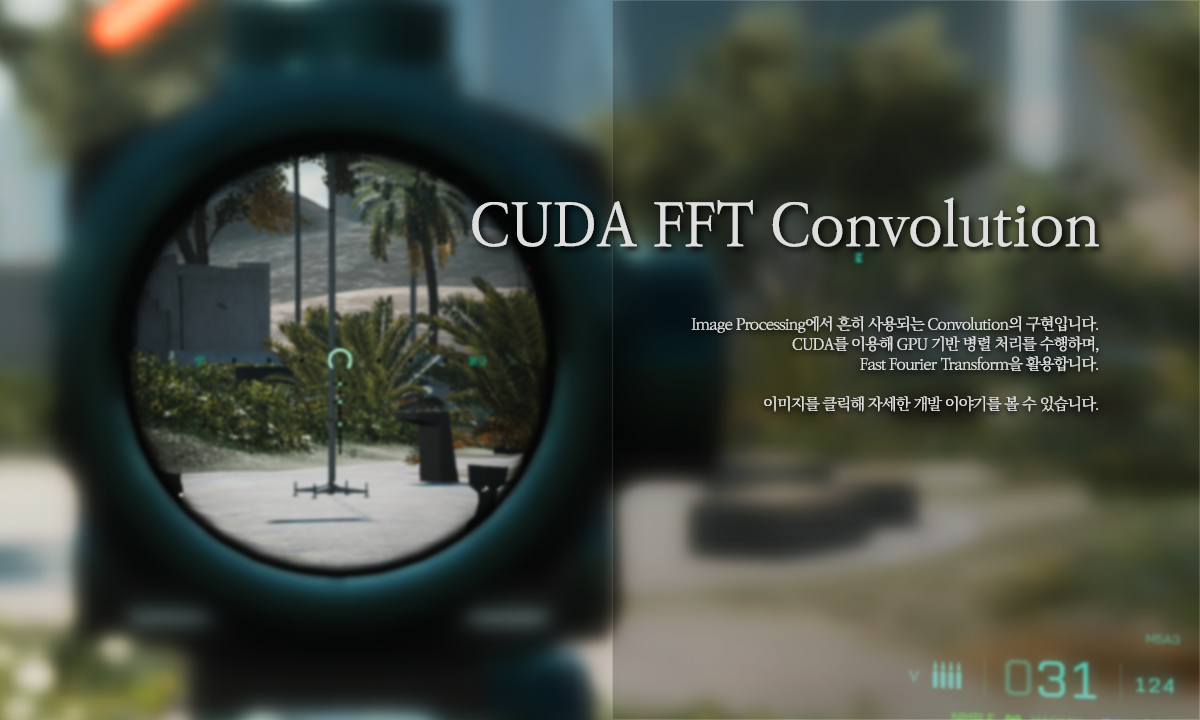 CUDA FFT Convolution
Image Processing에서 흔히 사용되는 Convolution의 구현입니다.
CUDA를 이용해 GPU 기반 병렬 처리를 수행하며,
Fast Fourier Transform을 활용합니다.
이미지를 클릭해 자세한 개발 이야기를 볼 수 있습니다.
M5A3
V 031 124